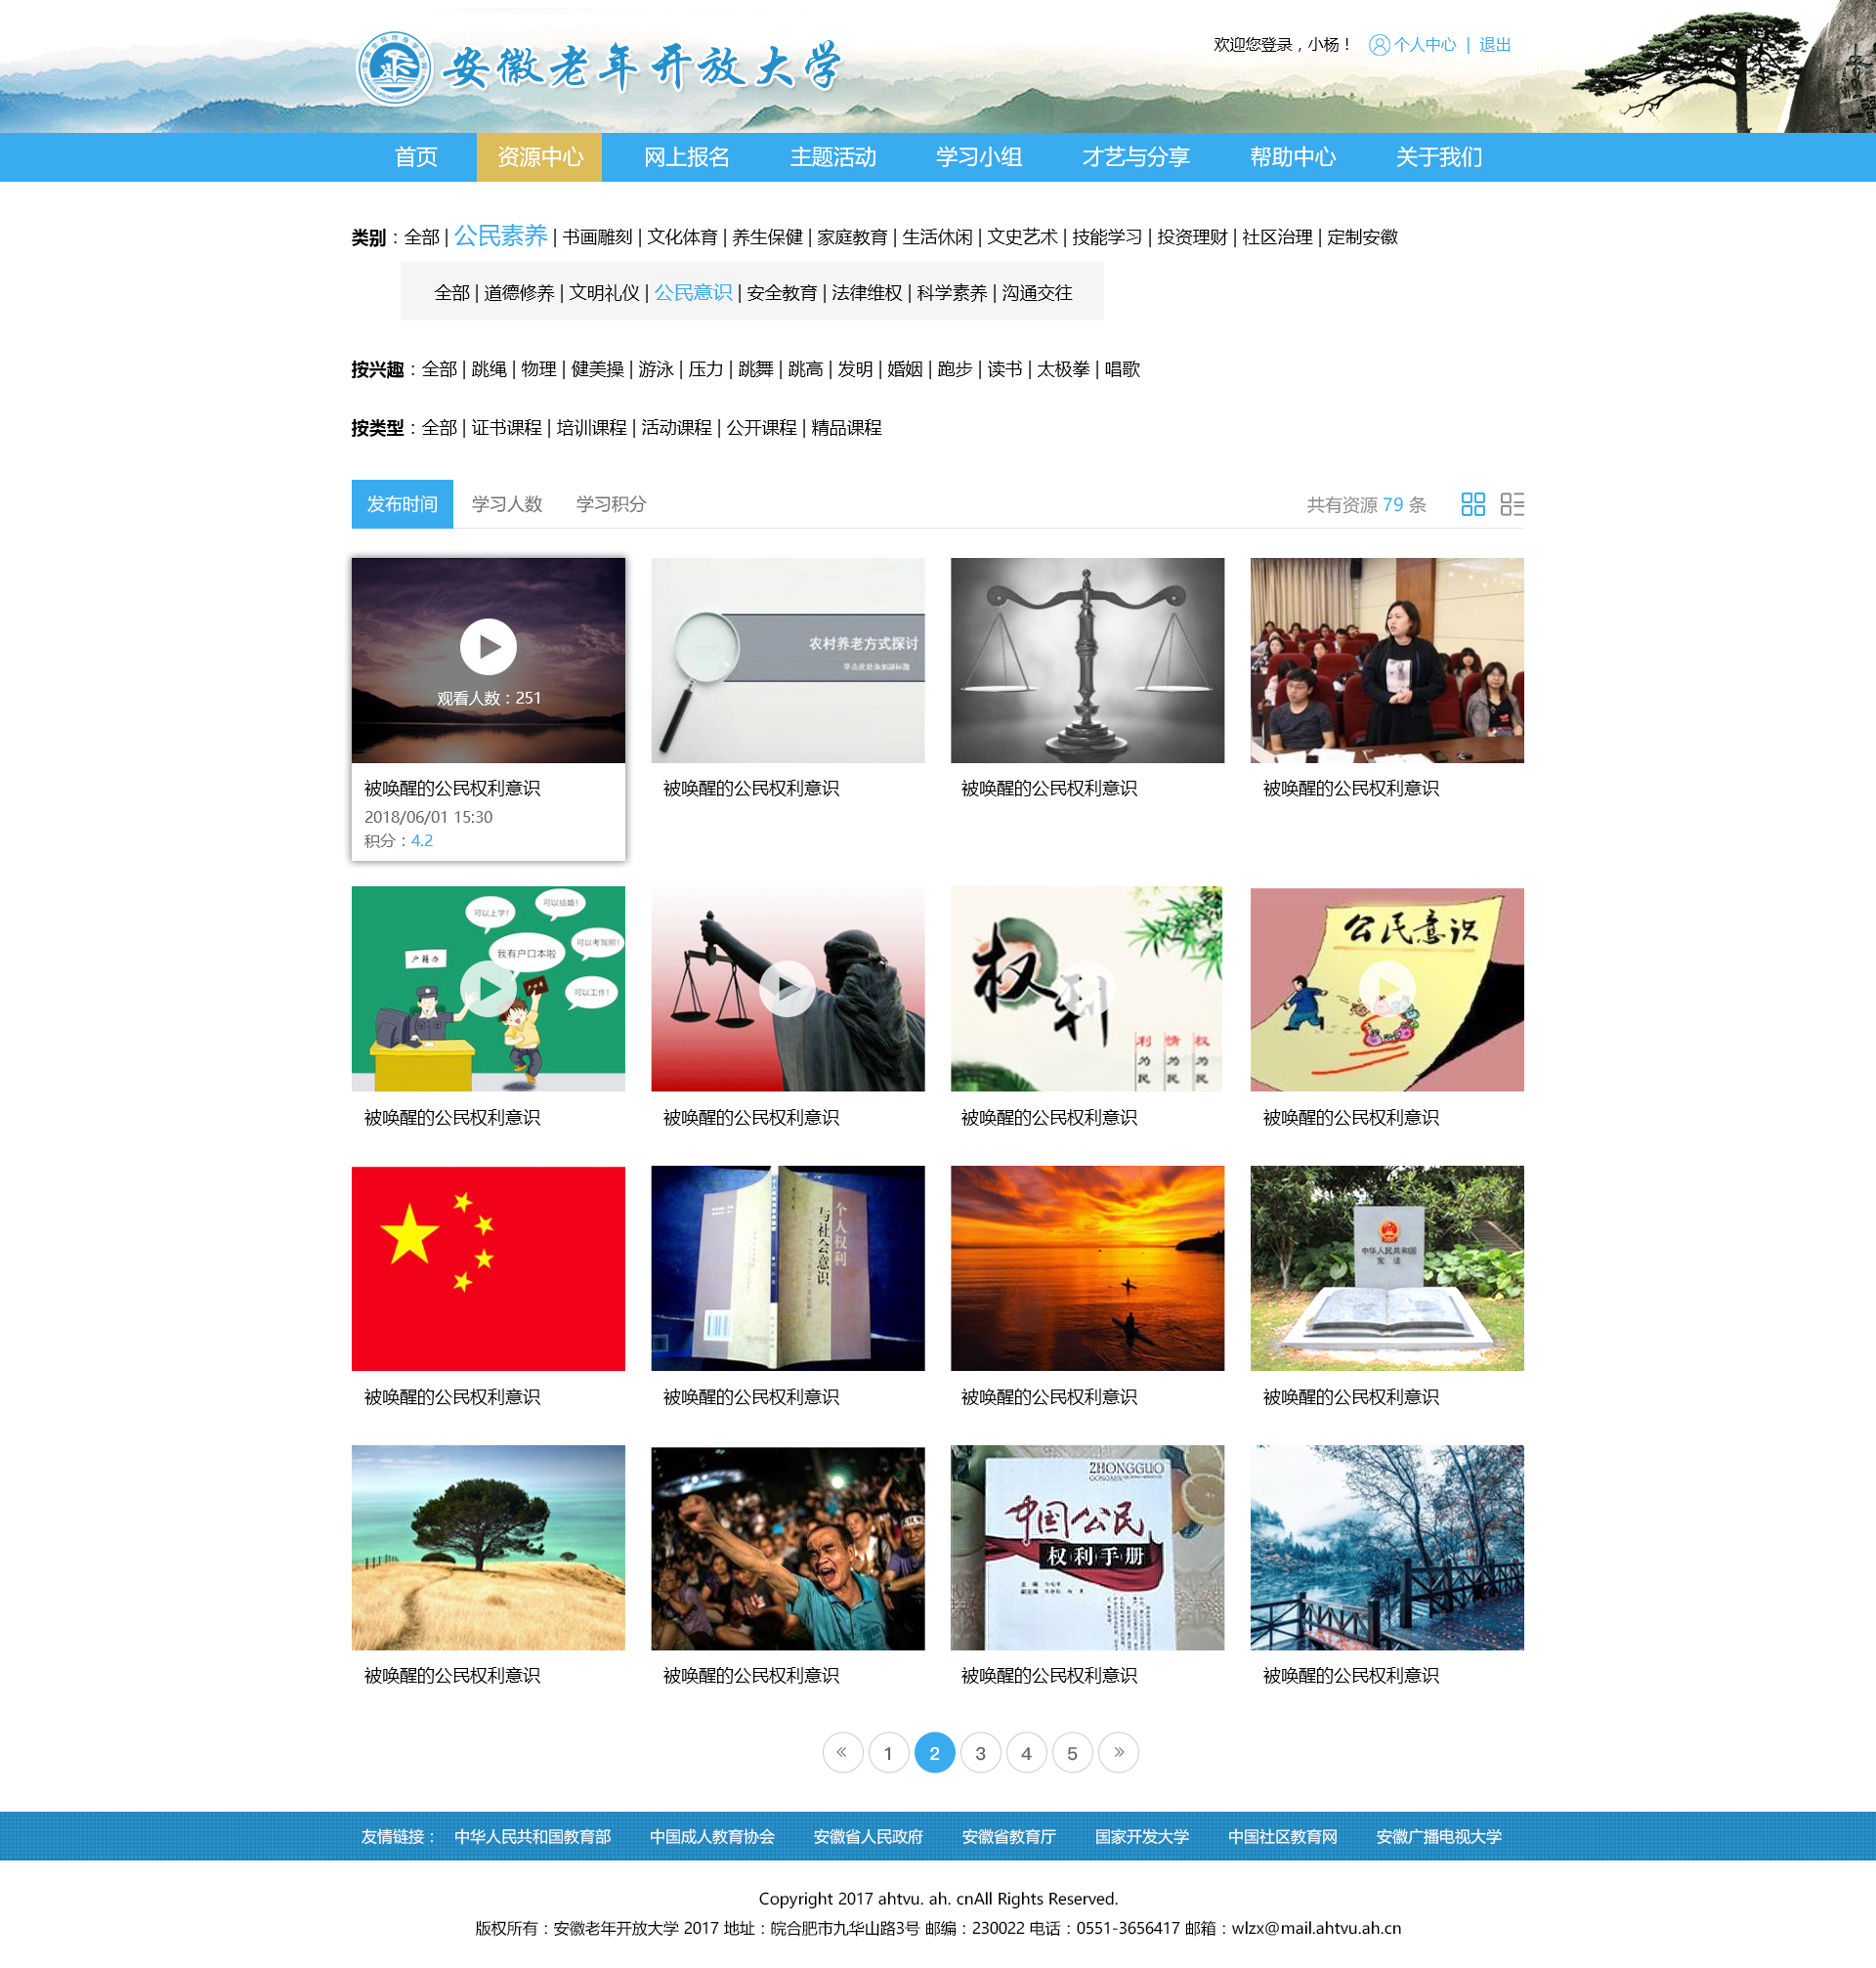 安徽老年开放大学
欢迎您登录，小杨！ 个人中心 | 退出
首页 资源中心 网上报名 主题活动 学习小组 才艺与分享 帮助中心 关于我们
类别：全部 | 公民素养 | 书画雕刻 | 文化体育 | 养生保健 | 家庭教育 | 生活休闲 | 文史艺术 | 技能学习 | 投资理财 | 社区治理 | 定制安徽
全部 | 道德修养 | 文明礼仪 | 公民意识 | 安全教育 | 法律维权 | 科学素养 | 沟通交往
按兴趣：全部 | 跳绳 | 物理 | 健美操 | 游泳 | 压力 | 跳舞 | 跳高 | 发明 | 婚姻 | 跑步 | 读书 | 太极拳 | 唱歌
按类型：全部 | 证书课程 | 培训课程 | 活动课程 | 公开课程 | 精品课程
发布时间 学习人数 学习积分 共有资源 79 条
观看人数：251
农村养老方式探讨
单击此处添加副标题
被唤醒的公民权利意识 被唤醒的公民权利意识 被唤醒的公民权利意识 被唤醒的公民权利意识
2018/06/01 15:30
积分：4.2
可以上学！
可以结婚！
可以考驾照！
我有户口本啦
户籍办
可以工作！
权利
利为民 情为民 权为民
公民意识
被唤醒的公民权利意识 被唤醒的公民权利意识 被唤醒的公民权利意识 被唤醒的公民权利意识
个人权利
与社会意识
中华人民共和国
宪法
被唤醒的公民权利意识 被唤醒的公民权利意识 被唤醒的公民权利意识 被唤醒的公民权利意识
ZHONGGUO
中国公民
权利手册
被唤醒的公民权利意识 被唤醒的公民权利意识 被唤醒的公民权利意识 被唤醒的公民权利意识
« 1 2 3 4 5 »
友情链接： 中华人民共和国教育部 中国成人教育协会 安徽省人民政府 安徽省教育厅 国家开放大学 中国社区教育网 安徽广播电视大学
Copyright 2017 ahtvu. ah. cnAll Rights Reserved.
版权所有：安徽老年开放大学 2017 地址：皖合肥市九华山路3号 邮编：230022 电话：0551-3656417 邮箱：wlzx@mail.ahtvu.ah.cn